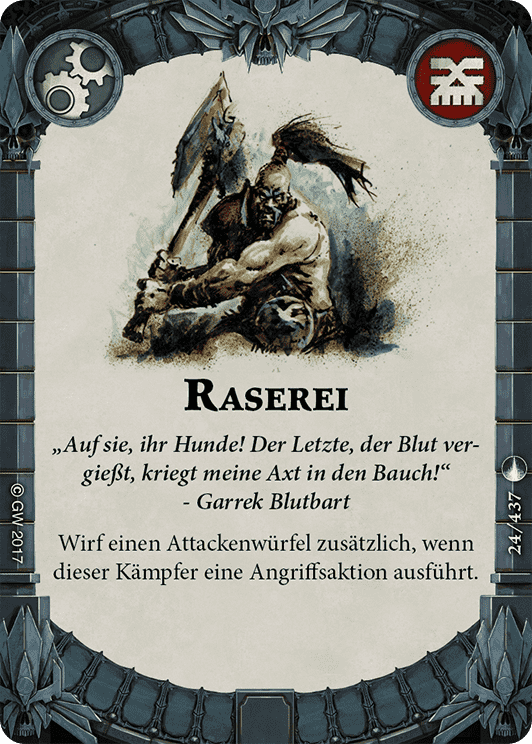 Raserei
„Auf sie, ihr Hunde! Der Letzte, der Blut ver-
gießt, kriegt meine Axt in den Bauch!“
- Garrek Blutbart
Wirf einen Attackenwürfel zusätzlich, wenn
dieser Kämpfer eine Angriffsaktion ausführt.
© GW 2017
24/437